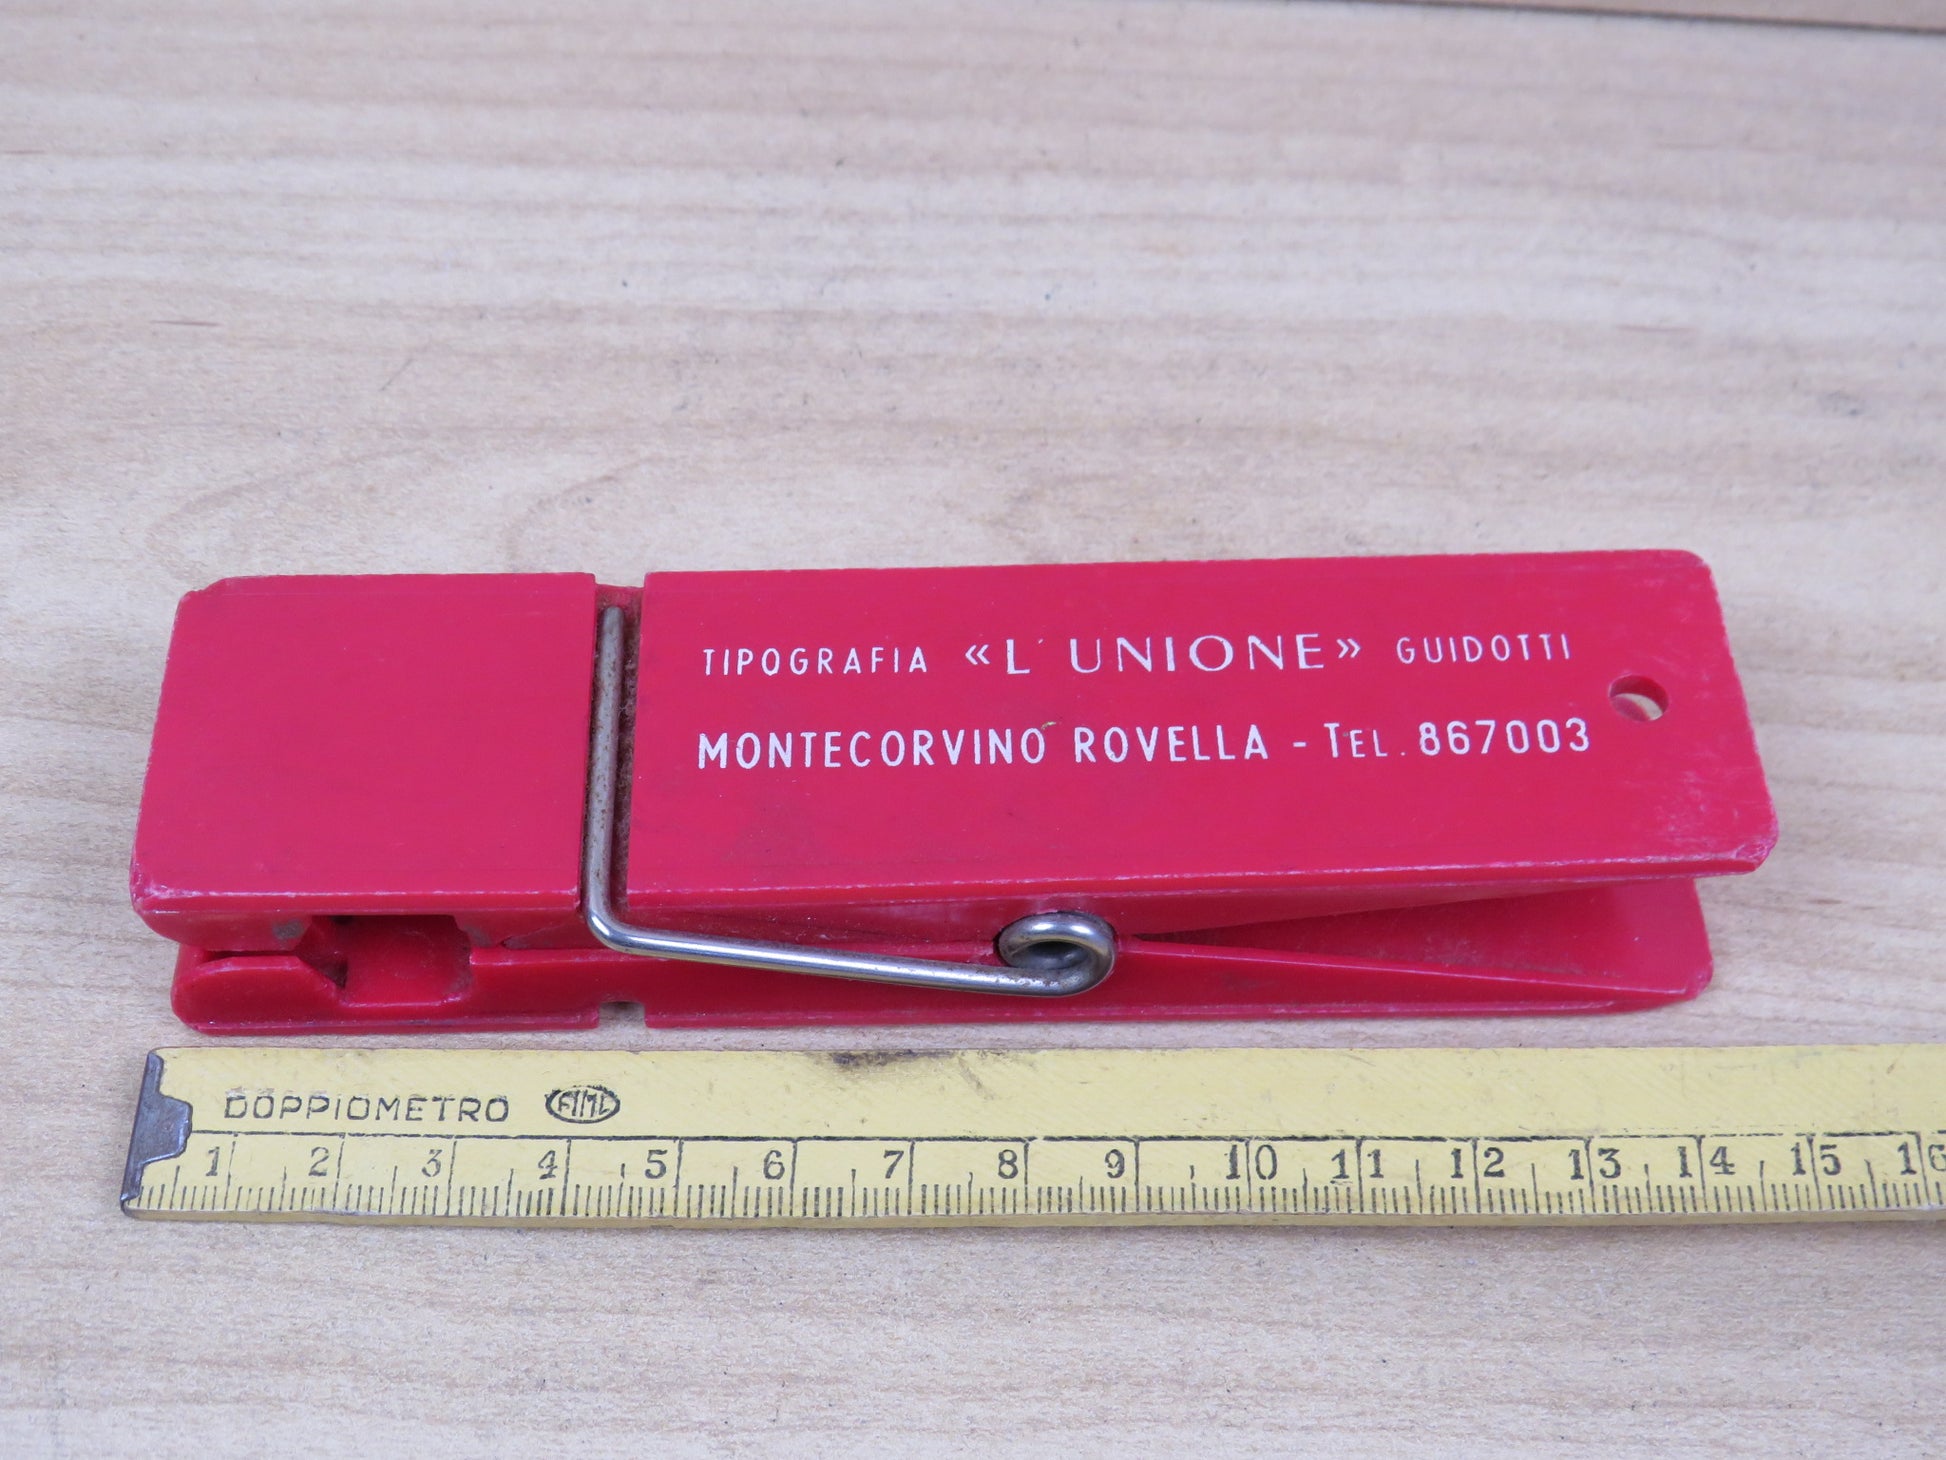 TIPOGRAFIA «L'UNIONE» GUIDOTTI
MONTECORVINO ROVELLA - TEL. 867003
DOPPIOMETRO
1 2 3 4 5 6 7 8 9 10 11 12 13 14 15 16